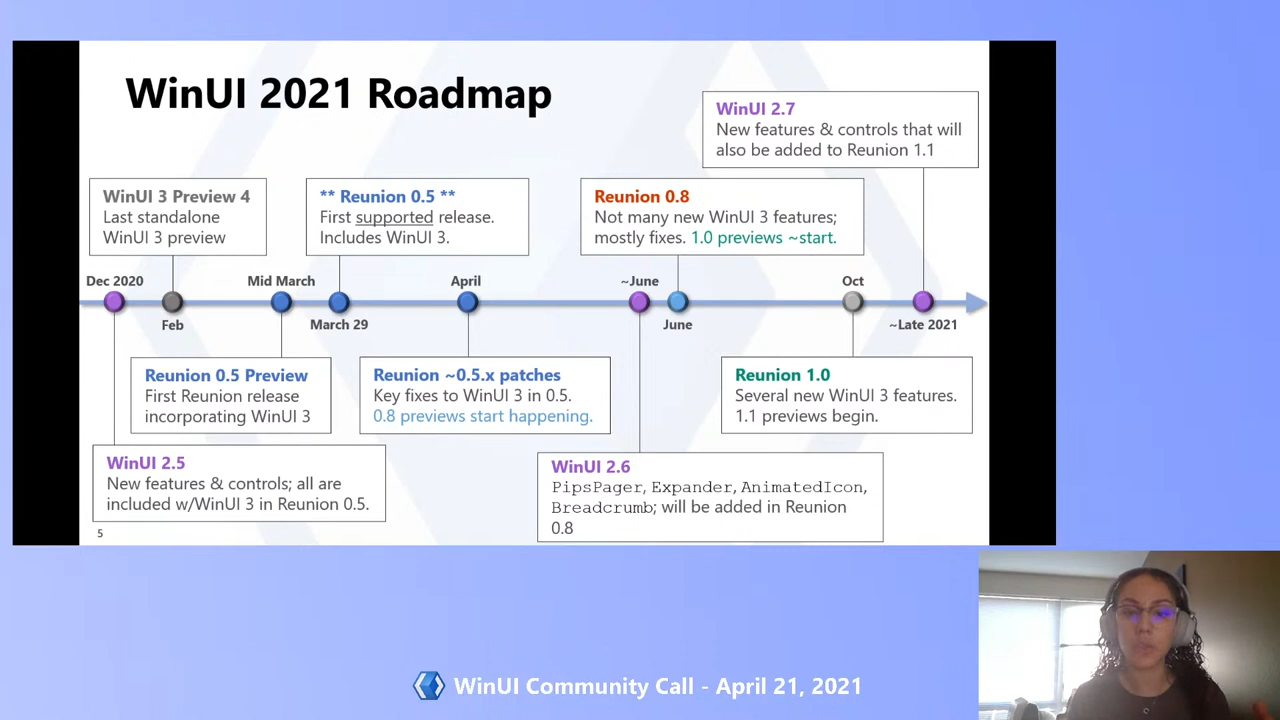 WinUI 2021 Roadmap
WinUI 2.7
New features & controls that will
also be added to Reunion 1.1
WinUI 3 Preview 4
Last standalone
WinUI 3 preview
** Reunion 0.5 **
First supported release.
Includes WinUI 3.
Reunion 0.8
Not many new WinUI 3 features;
mostly fixes. 1.0 previews ~start.
Dec 2020
Mid March
April
~June
Oct
Feb
March 29
June
~Late 2021
Reunion 0.5 Preview
First Reunion release
incorporating WinUI 3
Reunion ~0.5.x patches
Key fixes to WinUI 3 in 0.5.
0.8 previews start happening.
Reunion 1.0
Several new WinUI 3 features.
1.1 previews begin.
WinUI 2.5
New features & controls; all are
included w/WinUI 3 in Reunion 0.5.
WinUI 2.6
PipsPager, Expander, AnimatedIcon,
Breadcrumb; will be added in Reunion
0.8
5
WinUI Community Call - April 21, 2021